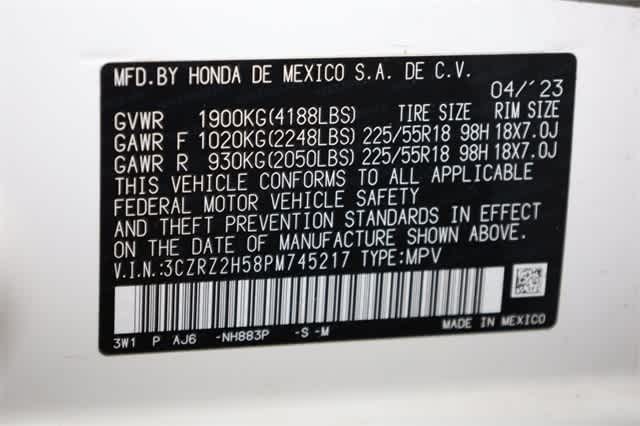 MFD.BY HONDA DE MEXICO S.A. DE C.V.
04/'23
GVWR 1900KG(4188LBS) TIRE SIZE RIM SIZE
GAWR F 1020KG(2248LBS) 225/55R18 98H 18X7.0J
GAWR R 930KG(2050LBS) 225/55R18 98H 18X7.0J
THIS VEHICLE CONFORMS TO ALL APPLICABLE
FEDERAL MOTOR VEHICLE SAFETY
AND THEFT PREVENTION STANDARDS IN EFFECT
ON THE DATE OF MANUFACTURE SHOWN ABOVE.
V.I.N.:3CZRZ2H58PM745217 TYPE:MPV
MADE IN MEXICO
3W1 P AJ6 -NH883P -S -M